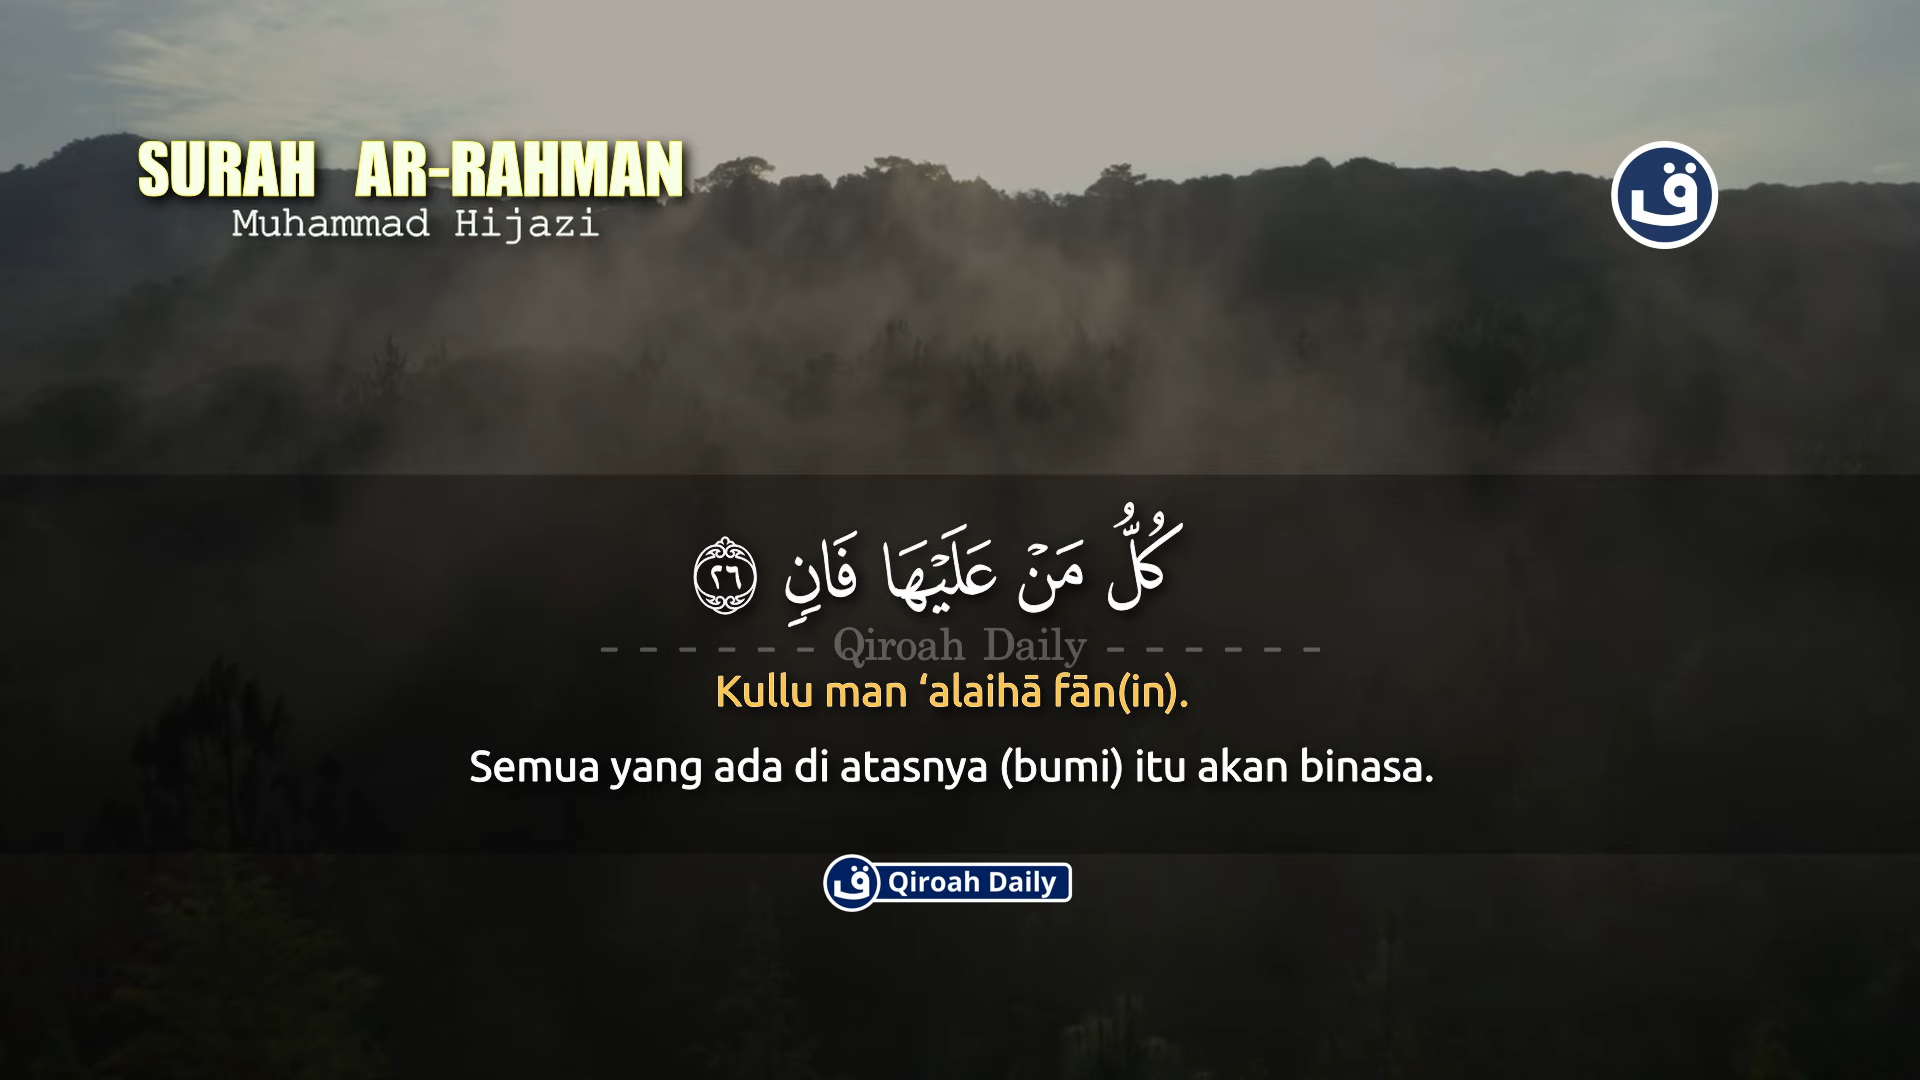 SURAH AR-RAHMAN
Muhammad Hijazi
ق
كُلُّ مَنْ عَلَيْهَا فَانٍ ٢٦
- - - - - - Qiroah Daily - - - - - -
Kullu man ‘alaihā fān(in).
Semua yang ada di atasnya (bumi) itu akan binasa.
ق Qiroah Daily